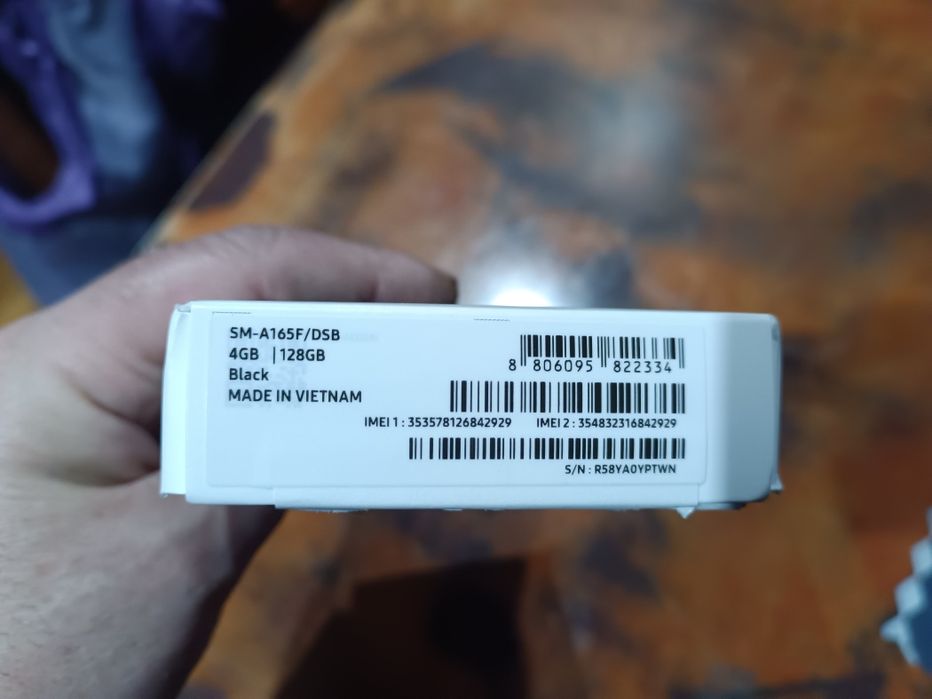 SM-A165F/DSB
4GB | 128GB
Black
MADE IN VIETNAM
8 806095 822334
IMEI 1 : 353578126842929 IMEI 2 : 354832316842929
S/N : R58YA0YPTWN